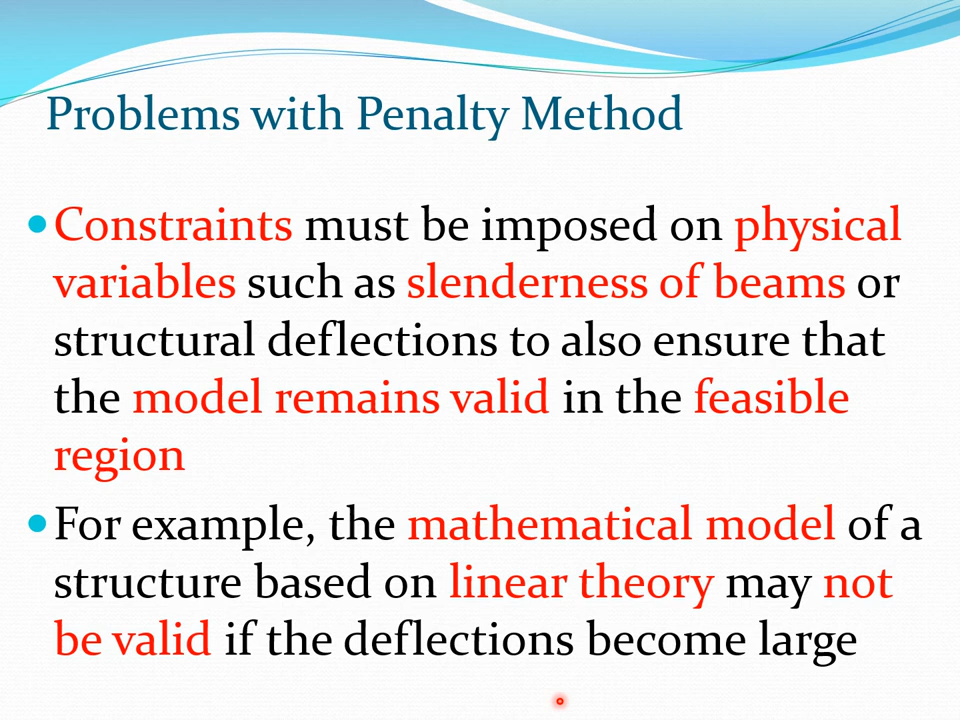 Problems with Penalty Method
• Constraints must be imposed on physical
variables such as slenderness of beams or
structural deflections to also ensure that
the model remains valid in the feasible
region
• For example, the mathematical model of a
structure based on linear theory may not
be valid if the deflections become large